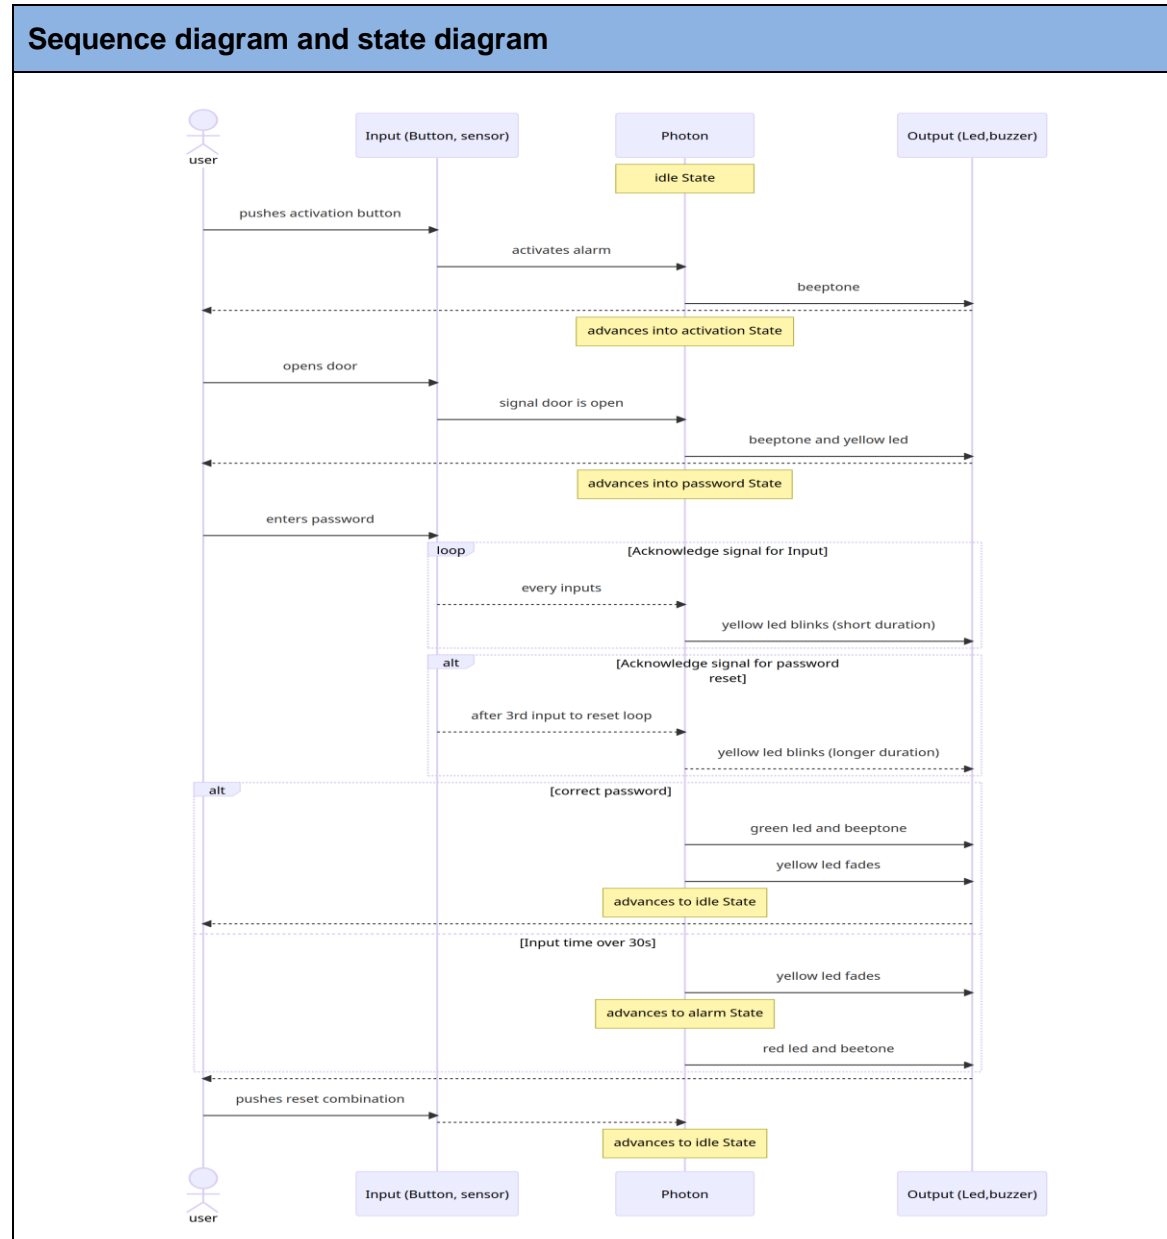 Sequence diagram and state diagram
user
Input (Button, sensor)
Photon
Output (Led,buzzer)
idle State
pushes activation button
activates alarm
beeptone
advances into activation State
opens door
signal door is open
beeptone and yellow led
advances into password State
enters password
loop
[Acknowledge signal for Input]
every inputs
yellow led blinks (short duration)
alt
[Acknowledge signal for password
reset]
after 3rd input to reset loop
yellow led blinks (longer duration)
alt
[correct password]
green led and beeptone
yellow led fades
advances to idle State
[Input time over 30s]
yellow led fades
advances to alarm State
red led and beetone
pushes reset combination
advances to idle State
user
Input (Button, sensor)
Photon
Output (Led,buzzer)